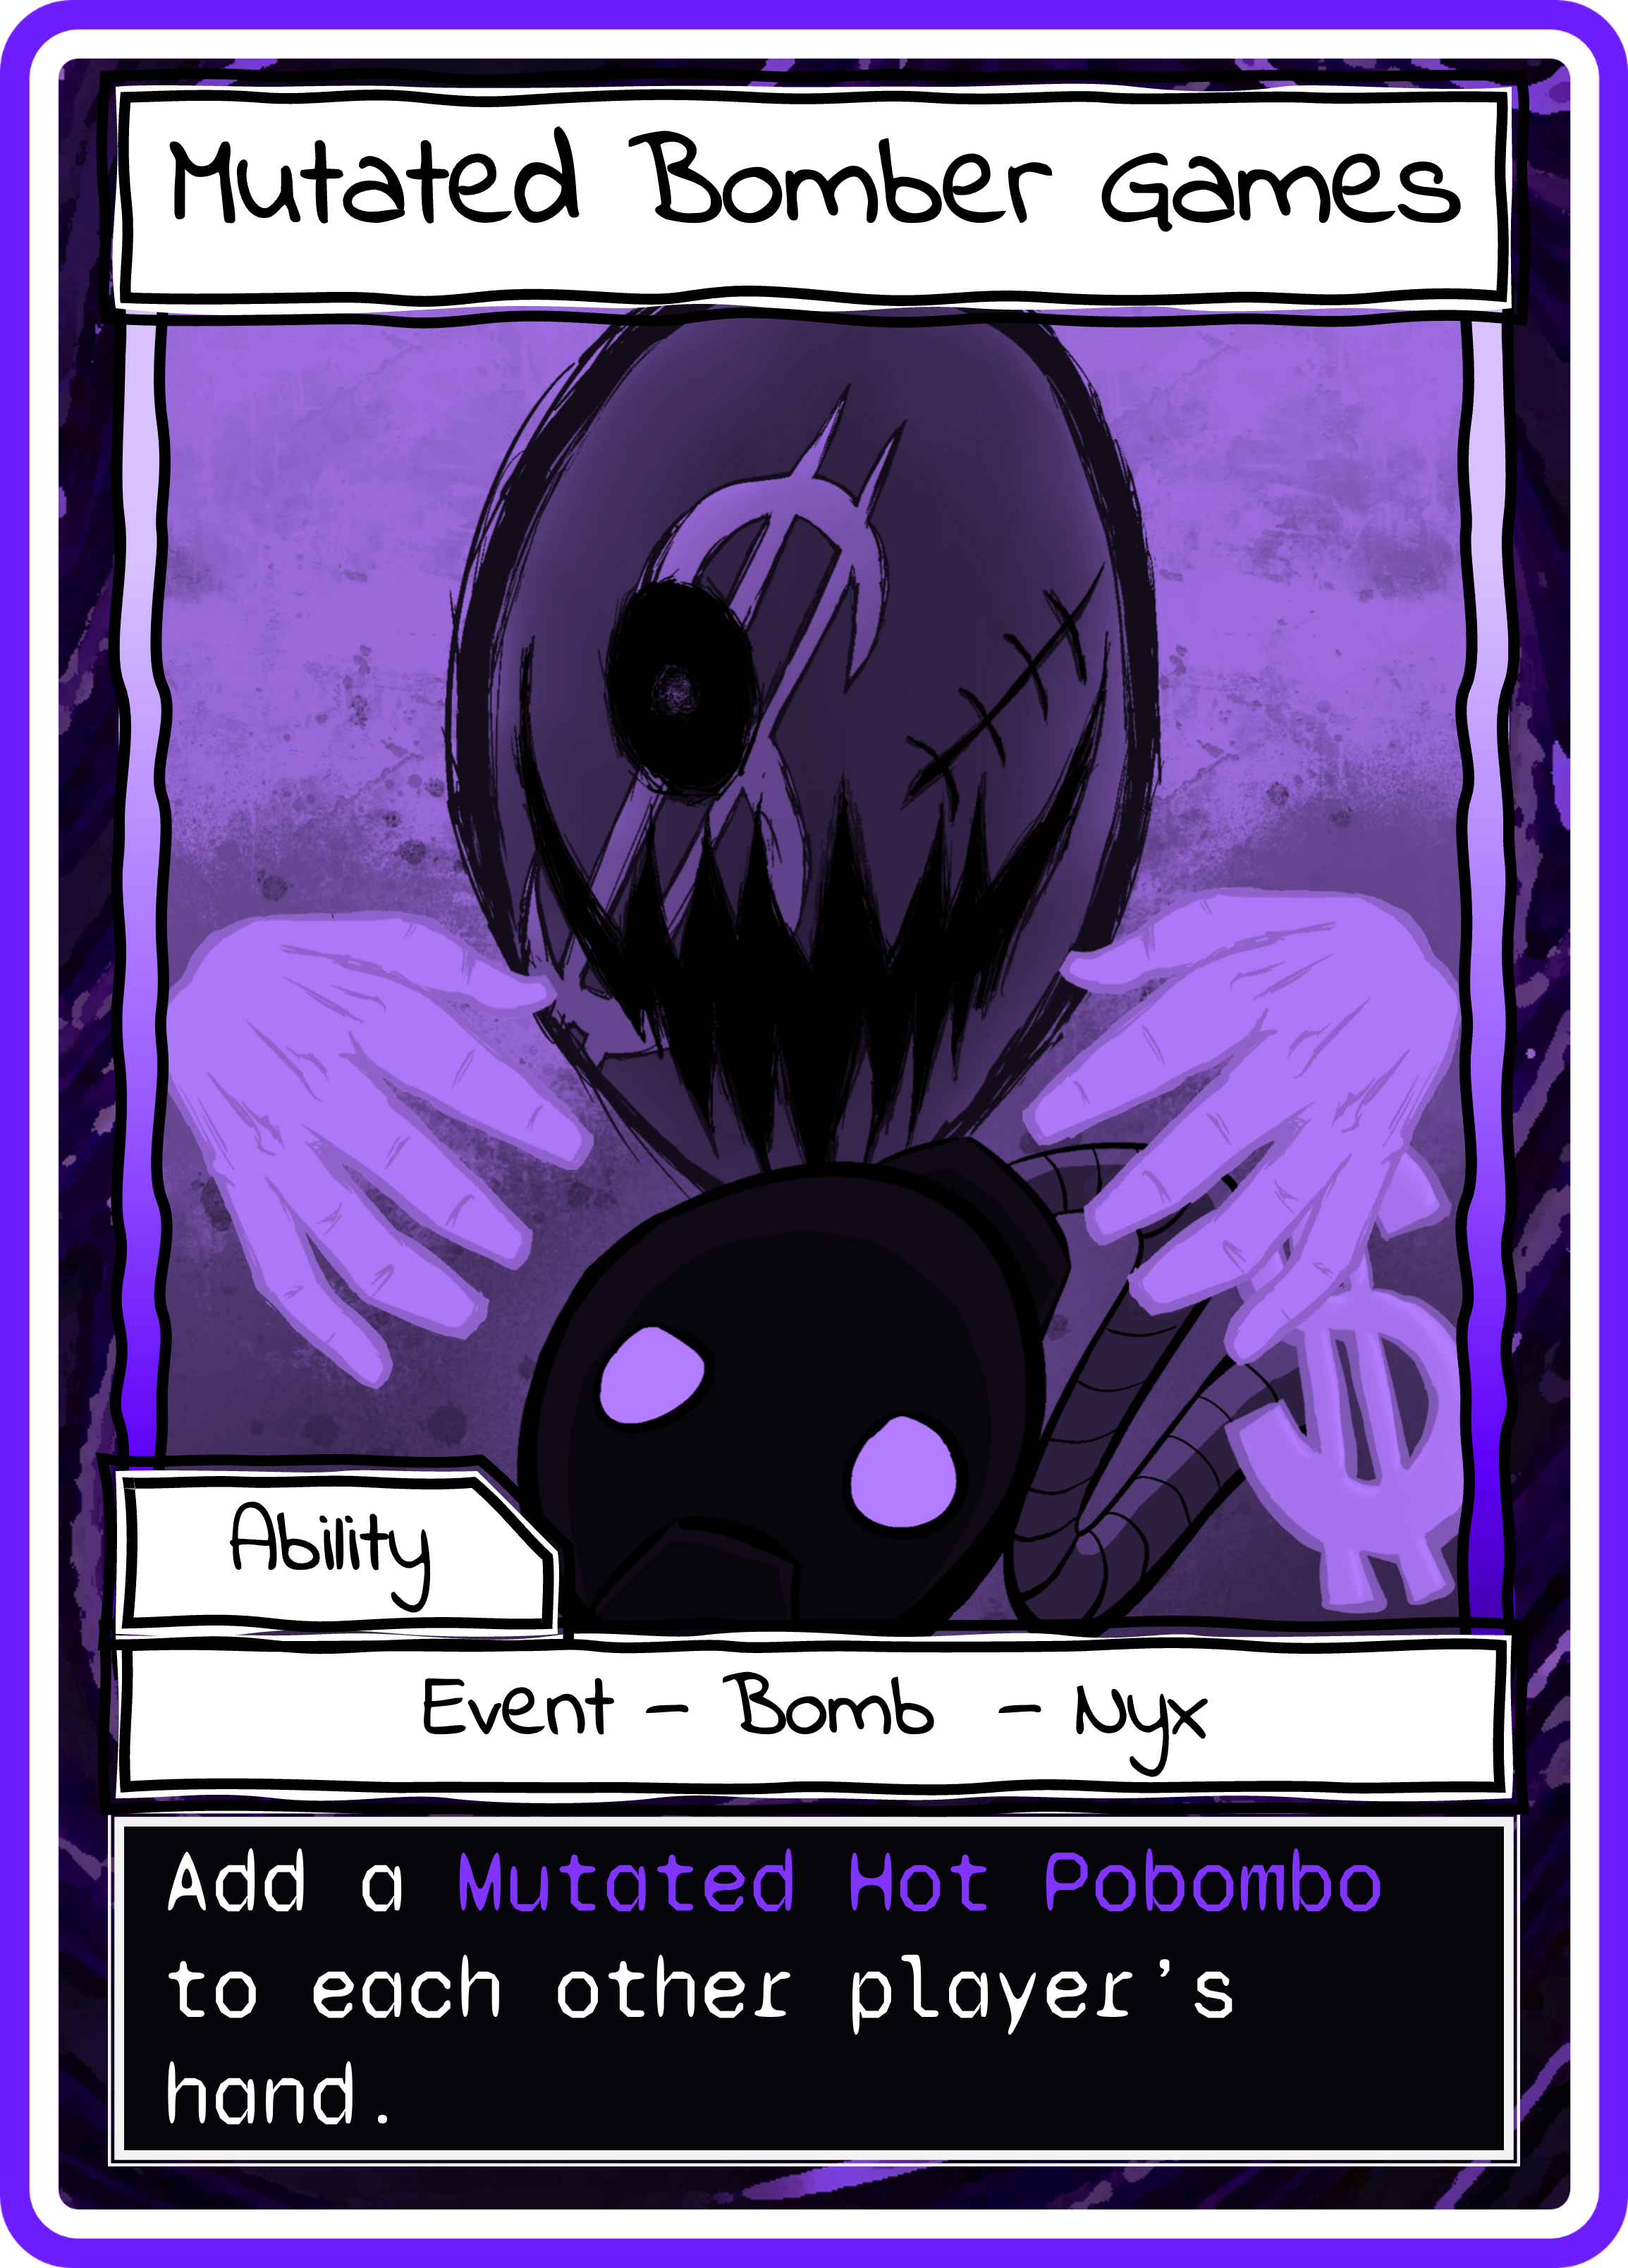 Mutated Bomber Games
Ability
Event - Bomb - Nyx
Add a Mutated Hot Pobombo
to each other player's
hand.